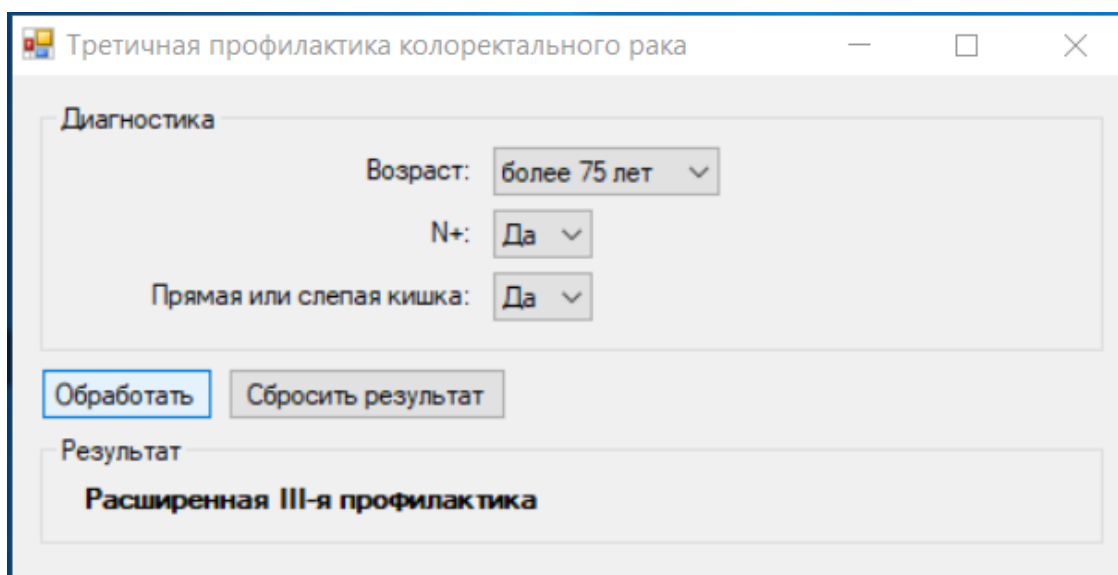 Третичная профилактика колоректального рака
Диагностика
Возраст: более 75 лет
N+: Да
Прямая или слепая кишка: Да
Обработать Сбросить результат
Результат
Расширенная III-я профилактика